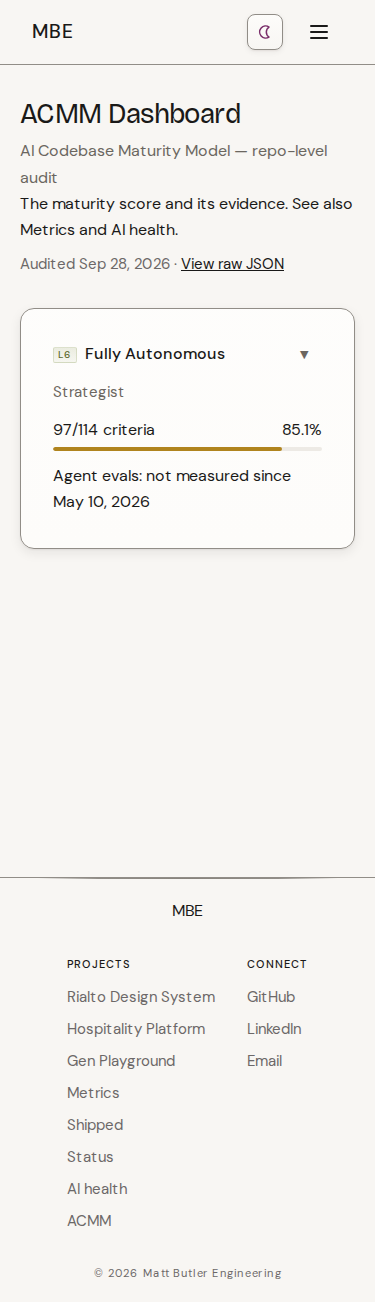 MBE
ACMM Dashboard
AI Codebase Maturity Model — repo-level
audit
The maturity score and its evidence. See also
Metrics and AI health.
Audited Sep 28, 2026 · View raw JSON
L6 Fully Autonomous ▼
Strategist
97/114 criteria 85.1%
Agent evals: not measured since
May 10, 2026
MBE
PROJECTS CONNECT
Rialto Design System GitHub
Hospitality Platform LinkedIn
Gen Playground Email
Metrics
Shipped
Status
AI health
ACMM
© 2026 Matt Butler Engineering